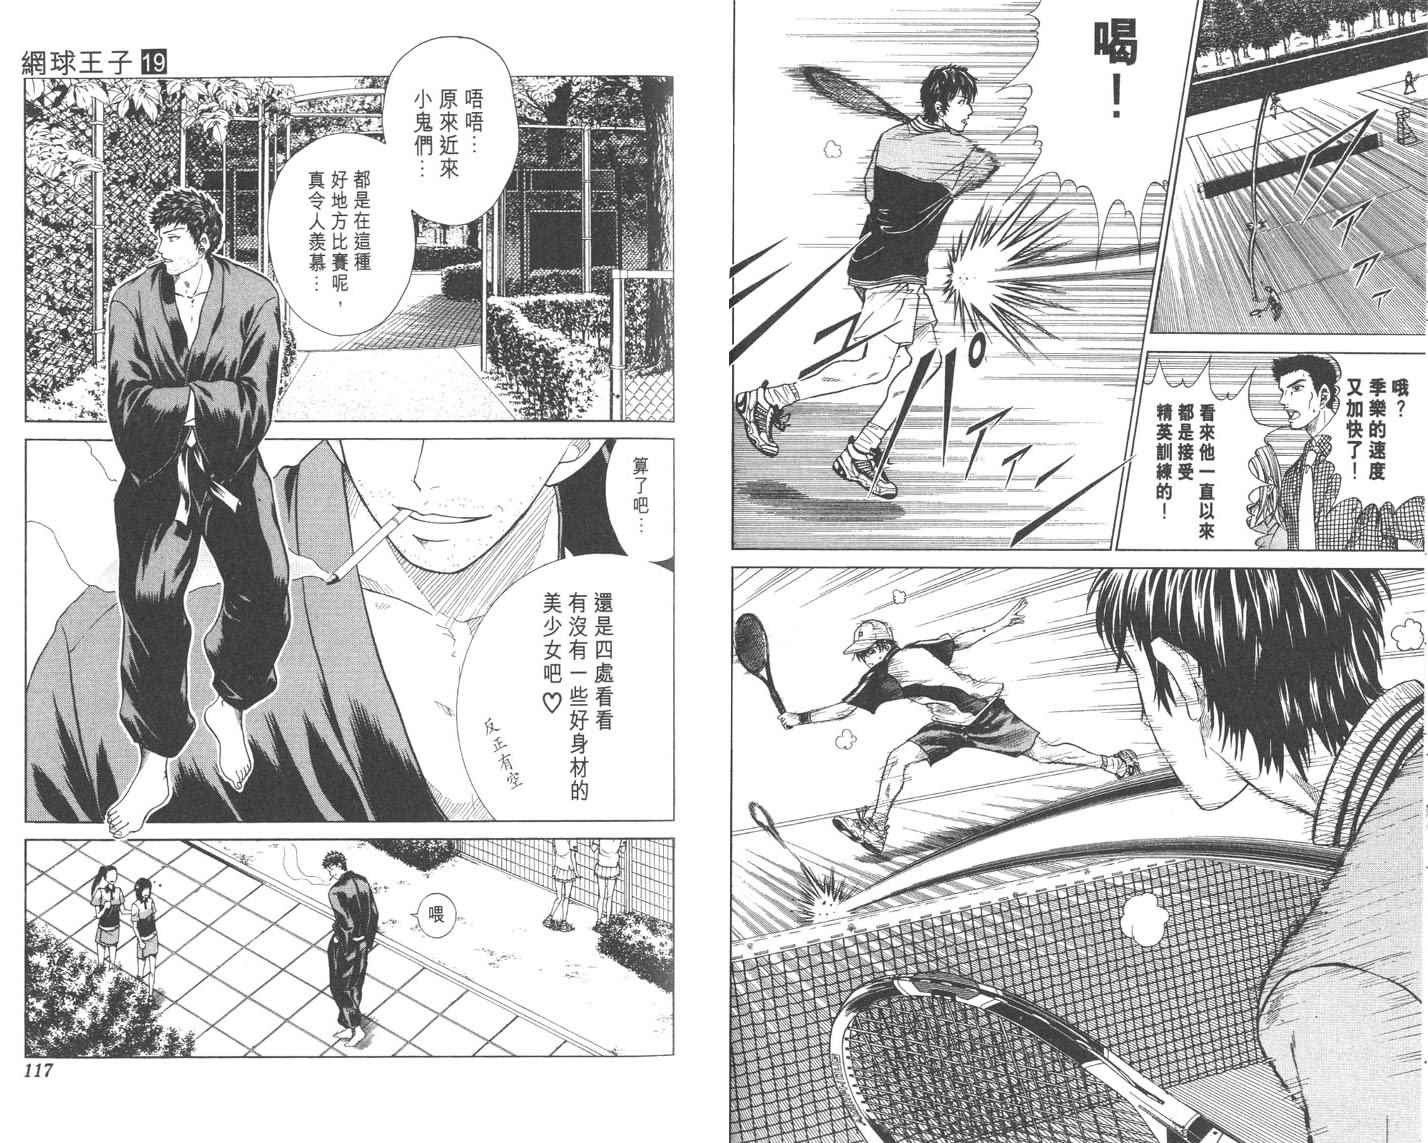 哦？
季樂的速度
又加快了！
看來他一直以來
都是接受
精英訓練的！
喝！
網球王子 19
唔唔…
原來近來
小鬼們…
都是在這種
好地方比賽呢，
真令人羨慕…
算了吧…
還是四處看看
有沒有一些好身材的
美少女吧♡
反正有空
喂
117